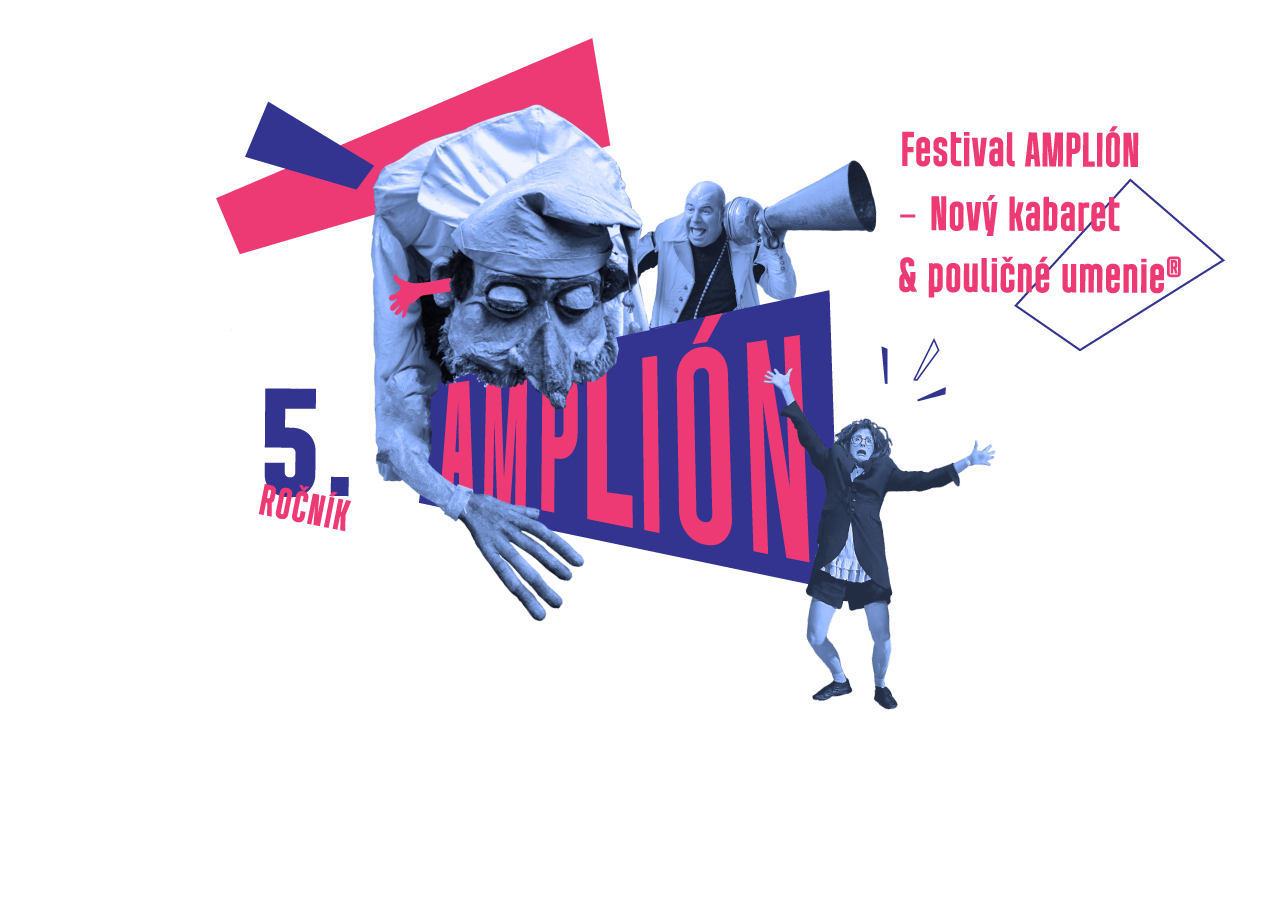 Festival AMPLIÓN
– Nový kabaret
& pouličné umenie®
AMPLIÓN
5.
ROČNÍK